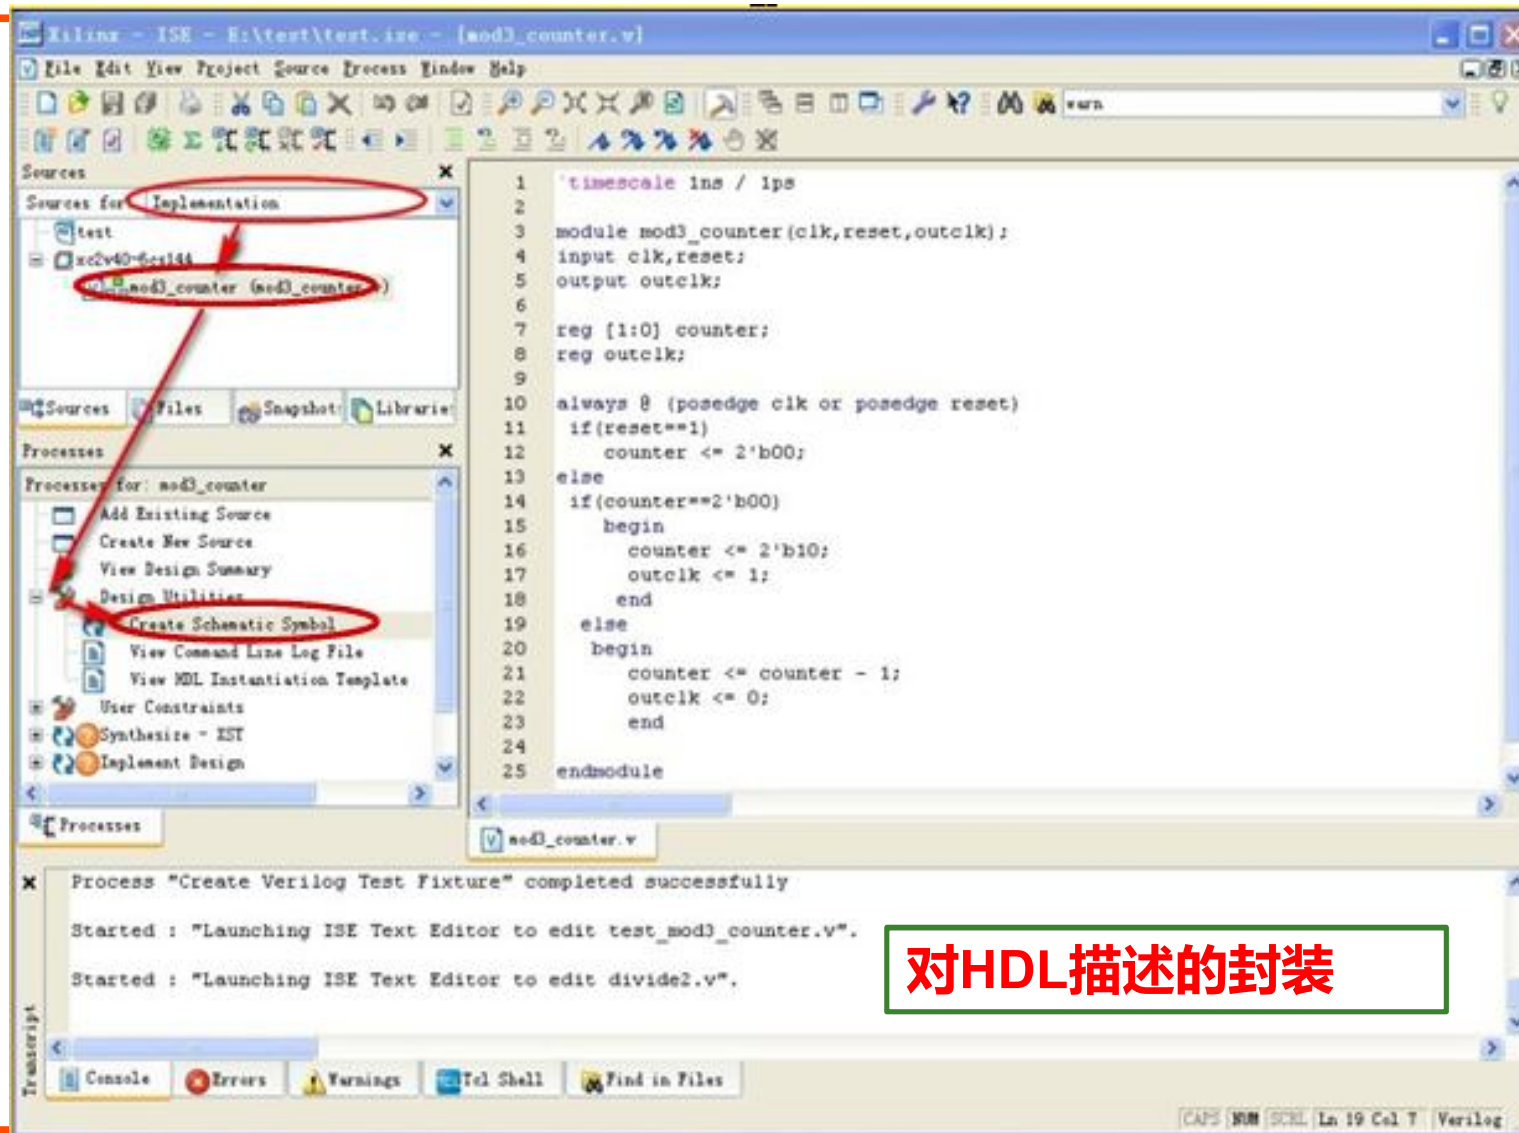 Xilinx - ISE - E:\test\test.ise - [mod3_counter.v]
File Edit View Project Source Process Window Help
warn
Sources
Sources for: Implementation
test
xc2v40-6cs144
mod3_counter (mod3_counter.v)
Sources Files Snapshot Librarie
Processes
Processes for: mod3_counter
Add Existing Source
Create New Source
View Design Summary
Design Utilities
Create Schematic Symbol
View Command Line Log File
View HDL Instantiation Template
User Constraints
Synthesize - XST
Implement Design
Processes
1 `timescale 1ns / 1ps
2
3 module mod3_counter(clk,reset,outclk);
4 input clk,reset;
5 output outclk;
6
7 reg [1:0] counter;
8 reg outclk;
9
10 always @ (posedge clk or posedge reset)
11 if(reset==1)
12 counter <= 2'b00;
13 else
14 if(counter==2'b00)
15 begin
16 counter <= 2'b10;
17 outclk <= 1;
18 end
19 else
20 begin
21 counter <= counter - 1;
22 outclk <= 0;
23 end
24
25 endmodule
mod3_counter.v
Process "Create Verilog Test Fixture" completed successfully
Started : "Launching ISE Text Editor to edit test_mod3_counter.v".
Started : "Launching ISE Text Editor to edit divide2.v".
对HDL描述的封装
Transcript
Console Errors Warnings Tcl Shell Find in Files
CAPS NUM SCRL Ln 19 Col 7 Verilog